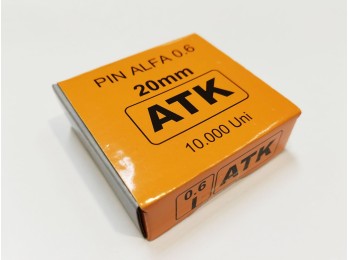 PIN ALFA 0.6
20mm
ATK
10.000 Uni
0.6
I
ATK